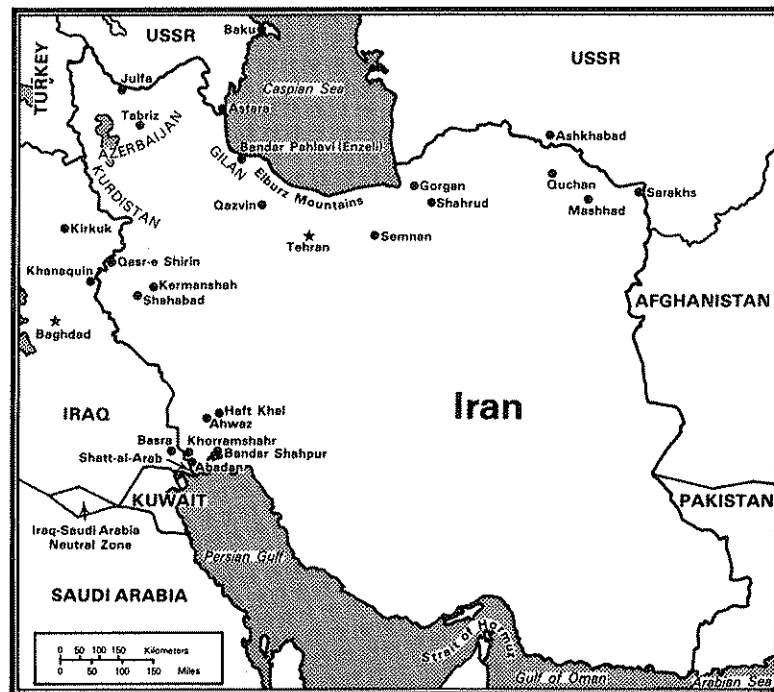 USSR
Baku
USSR
TURKEY
Julfa
Caspian Sea
Astara
Tabriz
AZERBAIJAN
Ashkhabad
Bandar Pahlavi (Enzeli)
GILAN
KURDISTAN
Elburz Mountains
Gorgan
Quchan
Sarakhs
Qazvin
Shahrud
Mashhad
Kirkuk
Tehran
Semnan
Qasr-e Shirin
Khanaquin
Kermanshah
Shahabad
AFGHANISTAN
Baghdad
Iran
IRAQ
Haft Khel
Ahwaz
Basra
Khorramshahr
Shatt-al-Arab
Bandar Shahpur
Abadan
KUWAIT
PAKISTAN
Iraq-Saudi Arabia
Neutral Zone
Persian Gulf
SAUDI ARABIA
Strait of Hormuz
0 50 100 150 Kilometers
0 50 100 150 Miles
Gulf of Oman
Arabian Sea